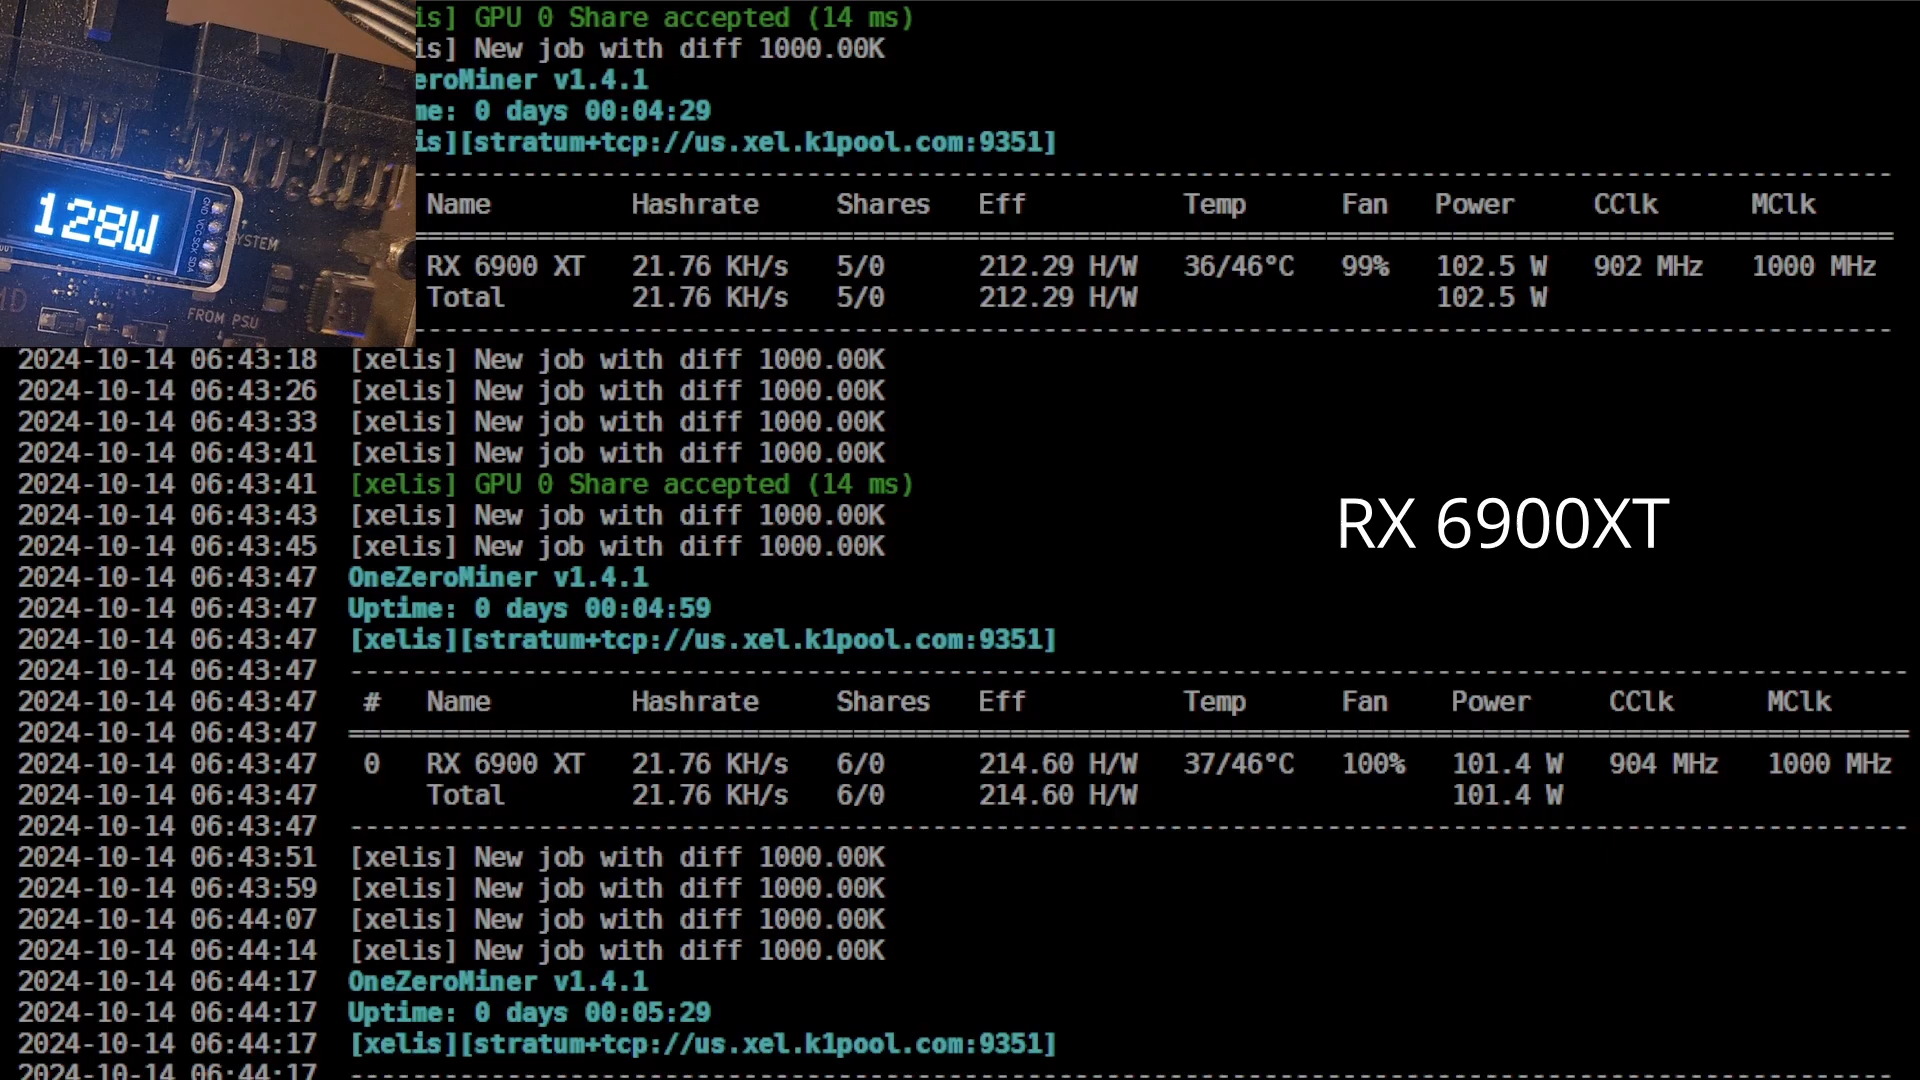 is] GPU 0 Share accepted (14 ms)
is] New job with diff 1000.00K
eroMiner v1.4.1
me: 0 days 00:04:29
is][stratum+tcp://us.xel.k1pool.com:9351]
128W
GND VCC SCK SDA
YSTEM
FROM PSU
--------------------------------------------------------------------------------------------
Name Hashrate Shares Eff Temp Fan Power CClk MClk
============================================================================================
RX 6900 XT 21.76 KH/s 5/0 212.29 H/W 36/46°C 99% 102.5 W 902 MHz 1000 MHz
Total 21.76 KH/s 5/0 212.29 H/W 102.5 W
--------------------------------------------------------------------------------------------
2024-10-14 06:43:18 [xelis] New job with diff 1000.00K
2024-10-14 06:43:26 [xelis] New job with diff 1000.00K
2024-10-14 06:43:33 [xelis] New job with diff 1000.00K
2024-10-14 06:43:41 [xelis] New job with diff 1000.00K
2024-10-14 06:43:41 [xelis] GPU 0 Share accepted (14 ms)
2024-10-14 06:43:43 [xelis] New job with diff 1000.00K
RX 6900XT
2024-10-14 06:43:45 [xelis] New job with diff 1000.00K
2024-10-14 06:43:47 OneZeroMiner v1.4.1
2024-10-14 06:43:47 Uptime: 0 days 00:04:59
2024-10-14 06:43:47 [xelis][stratum+tcp://us.xel.k1pool.com:9351]
2024-10-14 06:43:47 ---------------------------------------------------------------------------------------------------
2024-10-14 06:43:47 # Name Hashrate Shares Eff Temp Fan Power CClk MClk
2024-10-14 06:43:47 ===================================================================================================
2024-10-14 06:43:47 0 RX 6900 XT 21.76 KH/s 6/0 214.60 H/W 37/46°C 100% 101.4 W 904 MHz 1000 MHz
2024-10-14 06:43:47 Total 21.76 KH/s 6/0 214.60 H/W 101.4 W
2024-10-14 06:43:47 ---------------------------------------------------------------------------------------------------
2024-10-14 06:43:51 [xelis] New job with diff 1000.00K
2024-10-14 06:43:59 [xelis] New job with diff 1000.00K
2024-10-14 06:44:07 [xelis] New job with diff 1000.00K
2024-10-14 06:44:14 [xelis] New job with diff 1000.00K
2024-10-14 06:44:17 OneZeroMiner v1.4.1
2024-10-14 06:44:17 Uptime: 0 days 00:05:29
2024-10-14 06:44:17 [xelis][stratum+tcp://us.xel.k1pool.com:9351]
2024-10-14 06:44:17 --------------------------------------------------------------------------------------------------